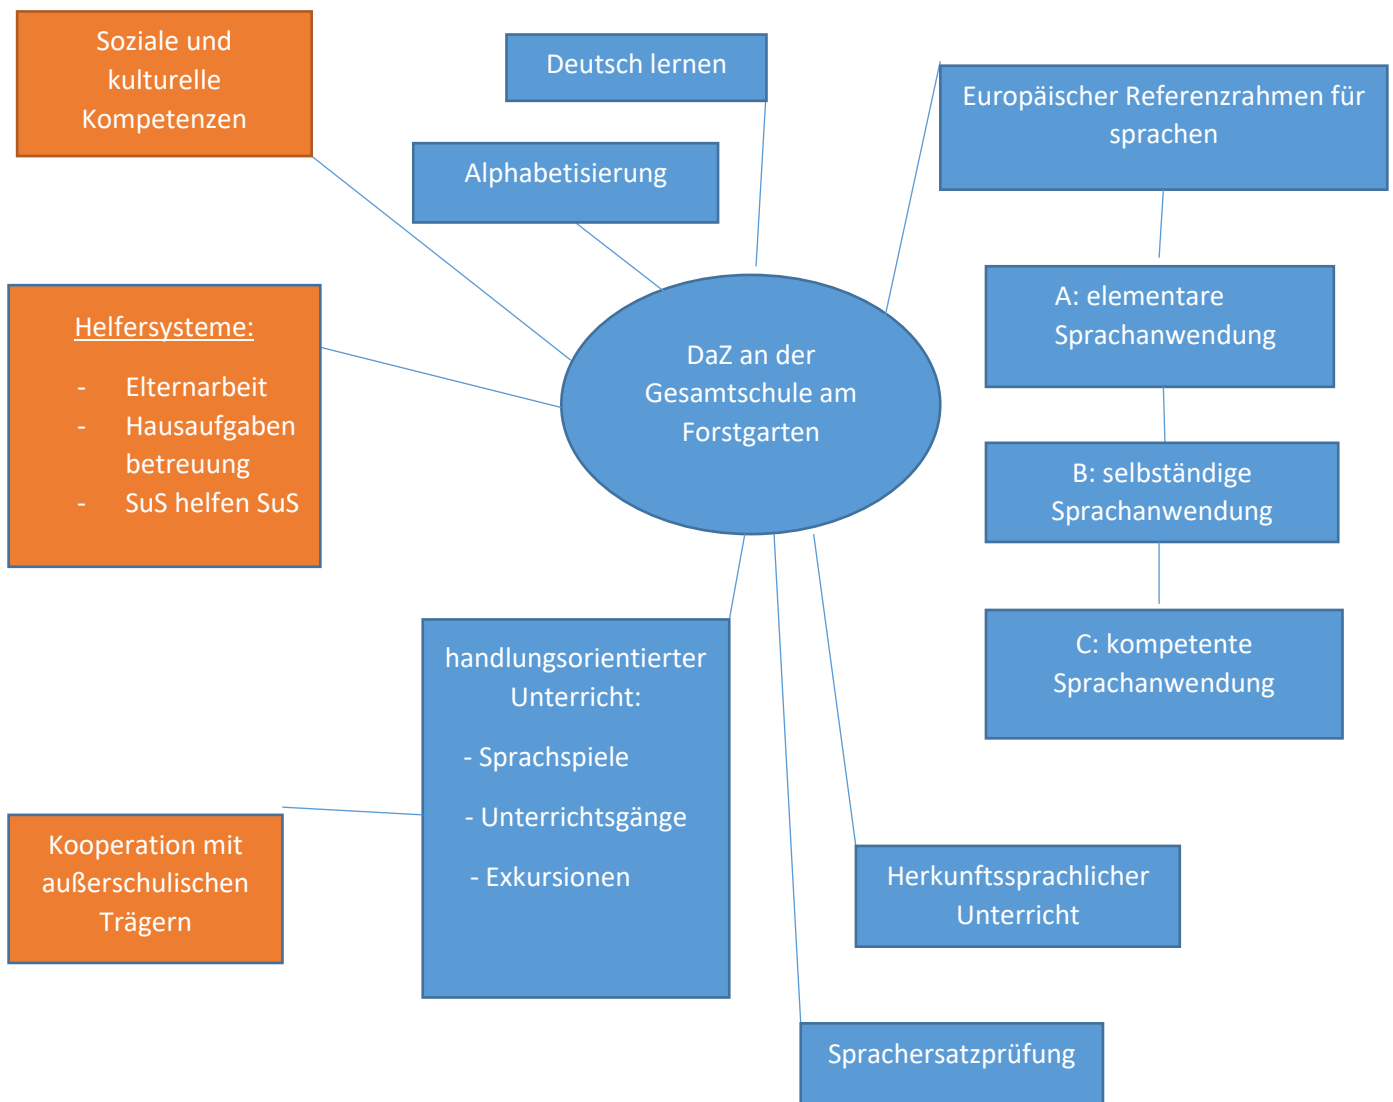 Soziale und
kulturelle
Kompetenzen
Deutsch lernen
Europäischer Referenzrahmen für
sprachen
Alphabetisierung
A: elementare
Sprachanwendung
Helfersysteme:
- Elternarbeit
- Hausaufgaben
betreuung
- SuS helfen SuS
DaZ an der
Gesamtschule am
Forstgarten
B: selbständige
Sprachanwendung
C: kompetente
Sprachanwendung
handlungsorientierter
Unterricht:
- Sprachspiele
- Unterrichtsgänge
- Exkursionen
Kooperation mit
außerschulischen
Trägern
Herkunftssprachlicher
Unterricht
Sprachersatzprüfung